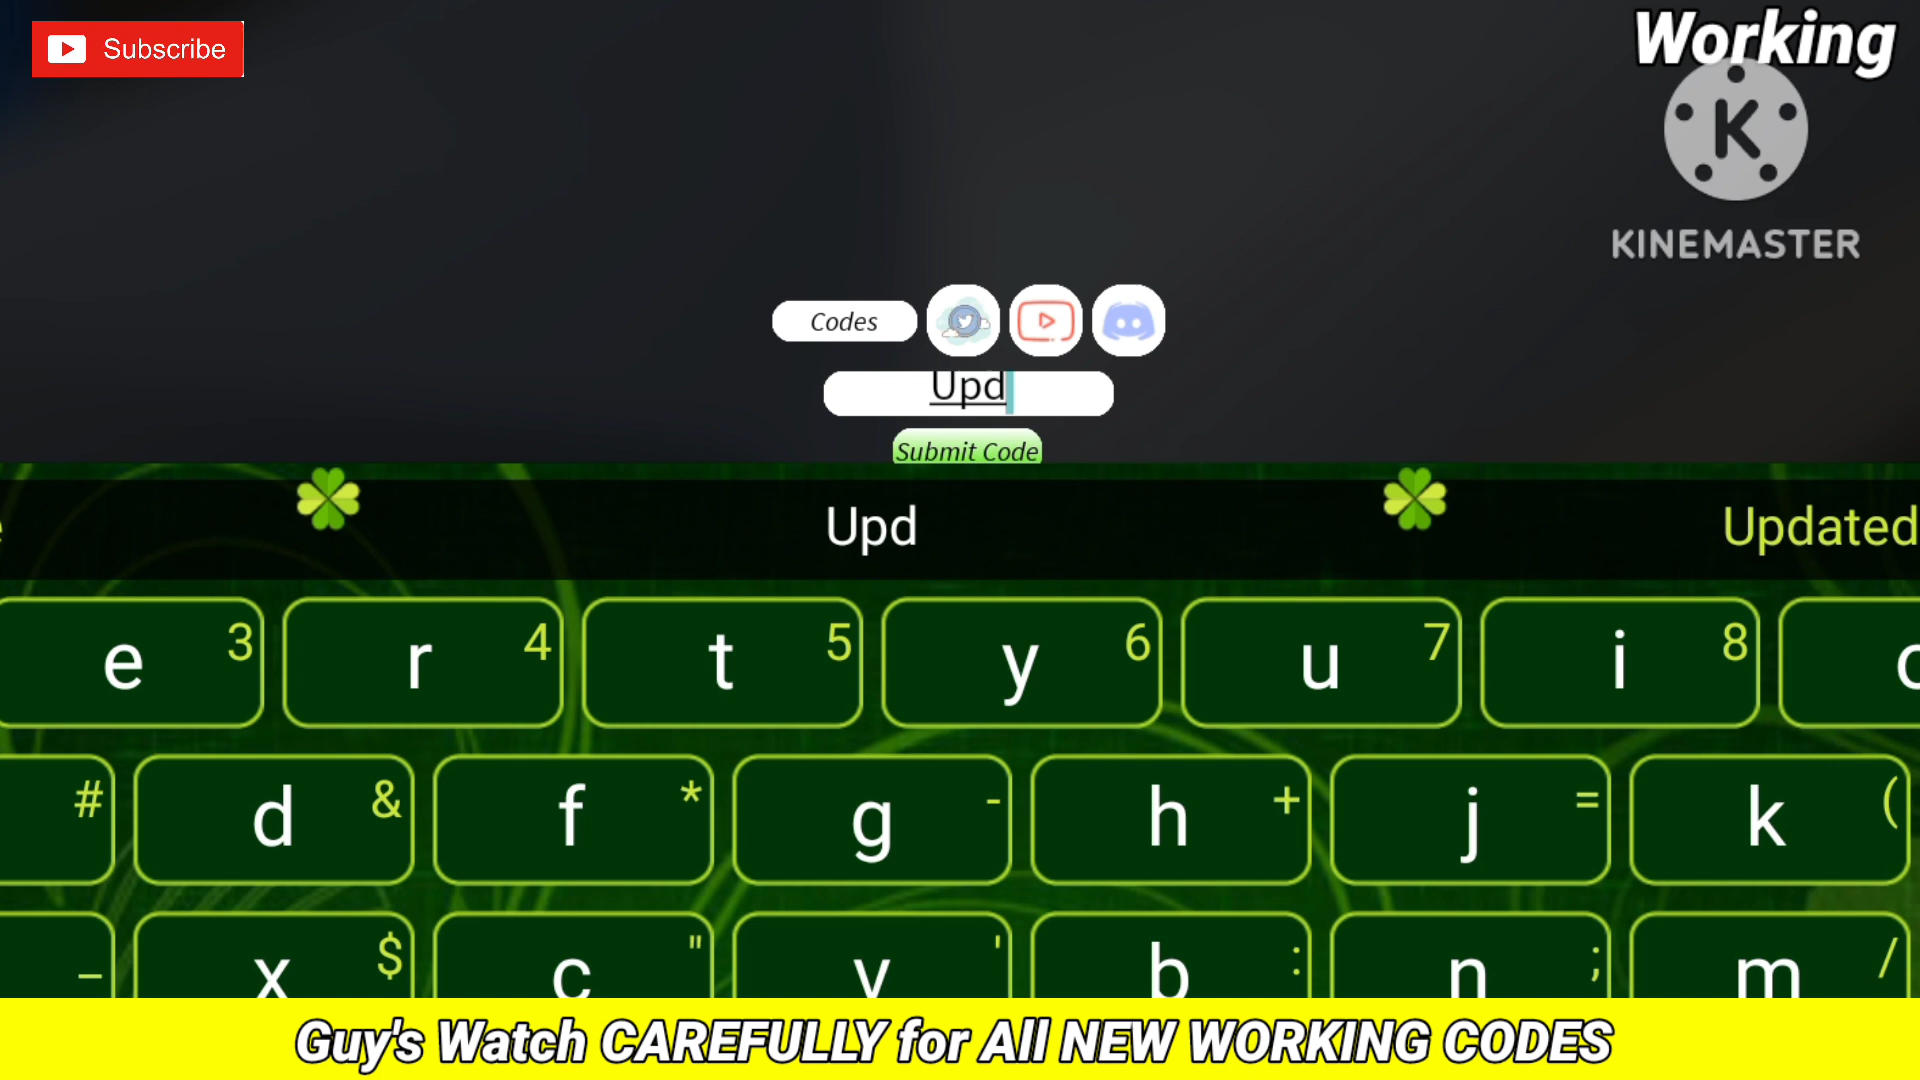 Subscribe
Working
K
KINEMASTER
Codes
Upd
Submit Code
Upd
Updated
e 3 r 4 t 5 y 6 u 7 i 8
# d & f * g - h + j = k (
_ x $ c " v ' b : n ; m /
Guy's Watch CAREFULLY for All NEW WORKING CODES